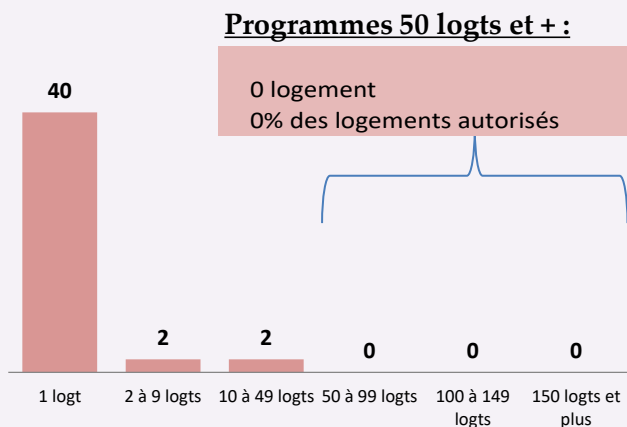 Programmes 50 logts et + :
0 logement
0% des logements autorisés
40
2
2
0
0
0
1 logt
2 à 9 logts
10 à 49 logts
50 à 99 logts
100 à 149
logts
150 logts et
plus